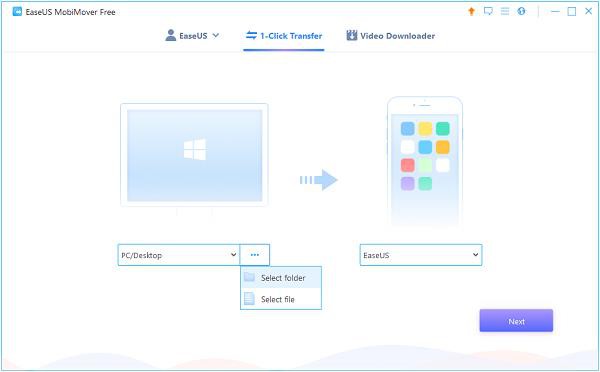 EaseUS MobiMover Free
EaseUS
1-Click Transfer
Video Downloader
PC/Desktop
EaseUS
Select folder
Select file
Next